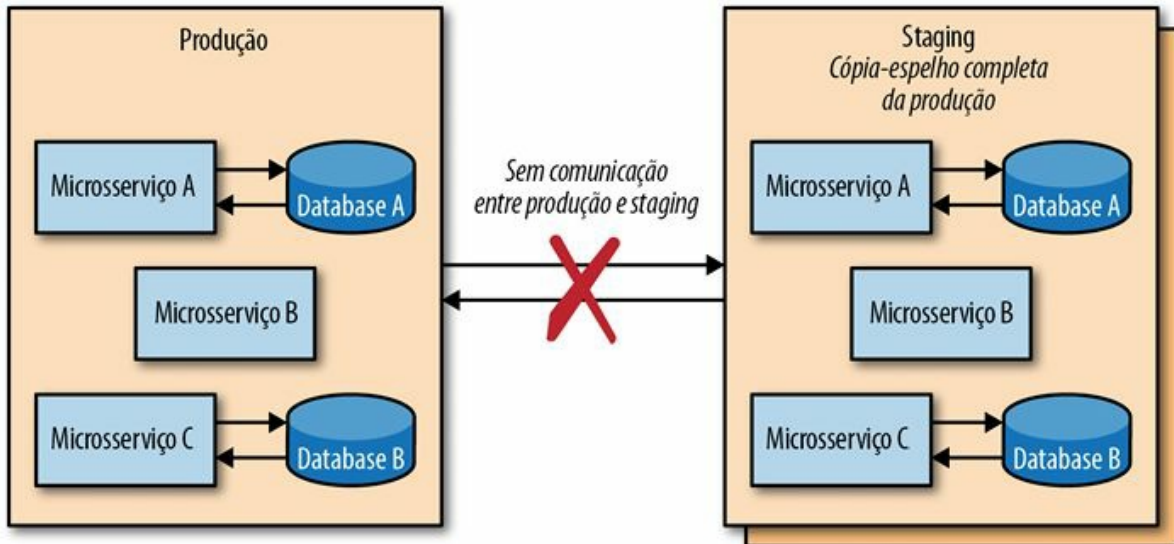 Produção
Microsserviço A
Database A
Microsserviço B
Microsserviço C
Database B
Sem comunicação
entre produção e staging
Staging
Cópia-espelho completa
da produção
Microsserviço A
Database A
Microsserviço B
Microsserviço C
Database B